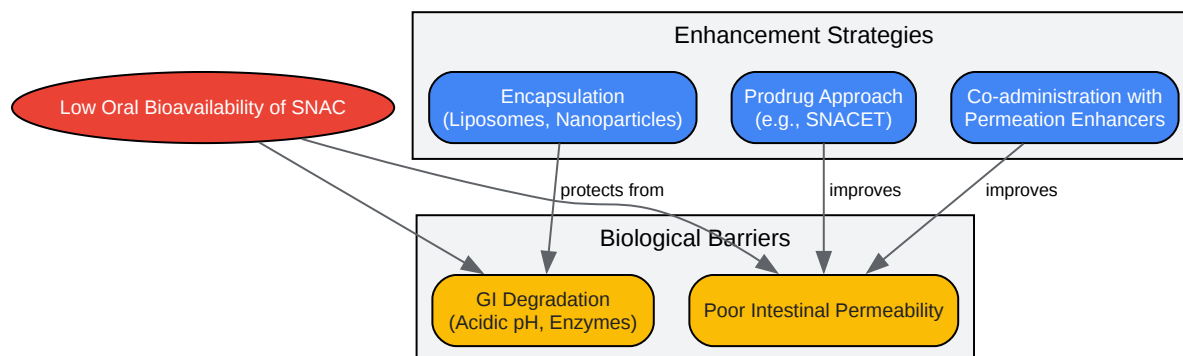 Enhancement Strategies
Low Oral Bioavailability of SNAC
Encapsulation
(Liposomes, Nanoparticles)
Prodrug Approach
(e.g., SNACET)
Co-administration with
Permeation Enhancers
protects from
improves
improves
Biological Barriers
GI Degradation
(Acidic pH, Enzymes)
Poor Intestinal Permeability